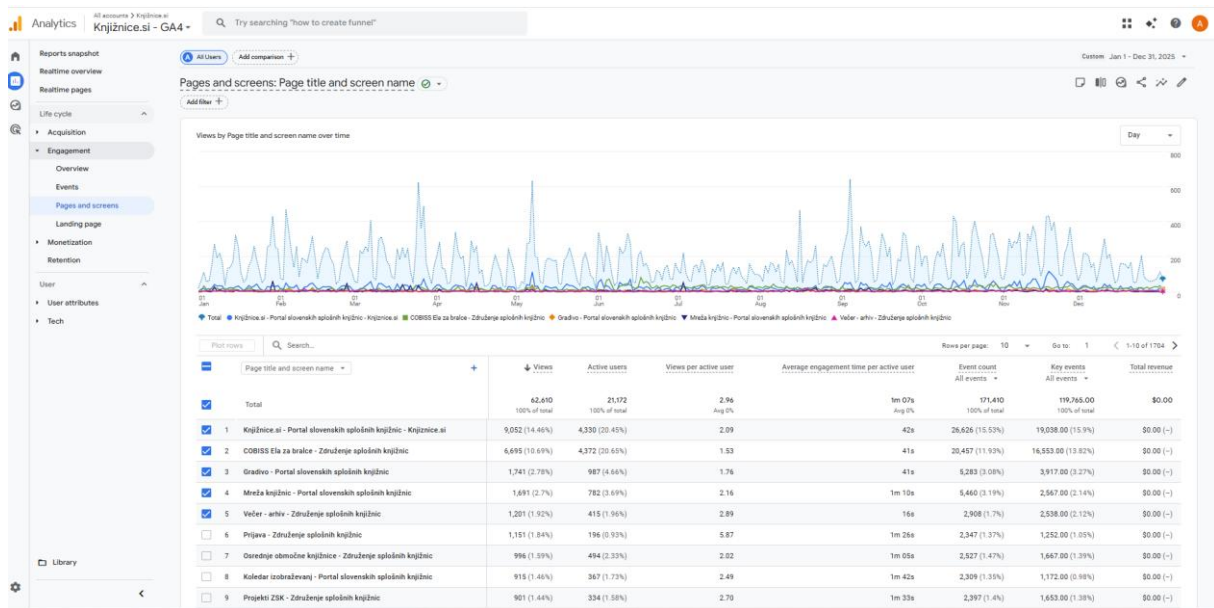 Analytics
All accounts > Knjižnice.si
Knjižnice.si - GA4
Try searching "how to create funnel"
A
Reports snapshot
Realtime overview
Realtime pages
Life cycle
Acquisition
Engagement
Overview
Events
Pages and screens
Landing page
Monetization
Retention
User
User attributes
Tech
Library
A All Users
Add comparison +
Custom Jan 1 - Dec 31, 2025
Pages and screens: Page title and screen name
Add filter +
Views by Page title and screen name over time
Day
800
600
400
200
0
01 Jan
01 Feb
01 Mar
01 Apr
01 May
01 Jun
01 Jul
01 Aug
01 Sep
01 Oct
01 Nov
01 Dec
Total Knjižnice.si - Portal slovenskih splošnih knjižnic - Knjiznice.si COBISS Ela za bralce - Združenje splošnih knjižnic Gradivo - Portal slovenskih splošnih knjižnic Mreža knjižnic - Portal slovenskih splošnih knjižnic Večer - arhiv - Združenje splošnih knjižnic
Plot rows Search... Rows per page: 10 Go to: 1 1-10 of 1704
Page title and screen name + Views Active users Views per active user Average engagement time per active user Event count Key events Total revenue
All events All events
Total 62,610 21,172 2.96 1m 07s 171,410 119,765.00 $0.00
100% of total 100% of total Avg 0% Avg 0% 100% of total 100% of total
1 Knjižnice.si - Portal slovenskih splošnih knjižnic - Knjiznice.si 9,052 (14.46%) 4,330 (20.45%) 2.09 42s 26,626 (15.53%) 19,038.00 (15.9%) $0.00 (–)
2 COBISS Ela za bralce - Združenje splošnih knjižnic 6,695 (10.69%) 4,372 (20.65%) 1.53 41s 20,457 (11.93%) 16,553.00 (13.82%) $0.00 (–)
3 Gradivo - Portal slovenskih splošnih knjižnic 1,741 (2.78%) 987 (4.66%) 1.76 41s 5,283 (3.08%) 3,917.00 (3.27%) $0.00 (–)
4 Mreža knjižnic - Portal slovenskih splošnih knjižnic 1,691 (2.7%) 782 (3.69%) 2.16 1m 10s 5,460 (3.19%) 2,567.00 (2.14%) $0.00 (–)
5 Večer - arhiv - Združenje splošnih knjižnic 1,201 (1.92%) 415 (1.96%) 2.89 16s 2,908 (1.7%) 2,538.00 (2.12%) $0.00 (–)
6 Prijava - Združenje splošnih knjižnic 1,151 (1.84%) 196 (0.93%) 5.87 1m 26s 2,347 (1.37%) 1,252.00 (1.05%) $0.00 (–)
7 Osrednje območne knjižnice - Združenje splošnih knjižnic 996 (1.59%) 494 (2.33%) 2.02 1m 05s 2,527 (1.47%) 1,667.00 (1.39%) $0.00 (–)
8 Koledar izobraževanj - Portal slovenskih splošnih knjižnic 915 (1.46%) 367 (1.73%) 2.49 1m 42s 2,309 (1.35%) 1,172.00 (0.98%) $0.00 (–)
9 Projekti ZSK - Združenje splošnih knjižnic 901 (1.44%) 334 (1.58%) 2.70 1m 33s 2,397 (1.4%) 1,653.00 (1.38%) $0.00 (–)